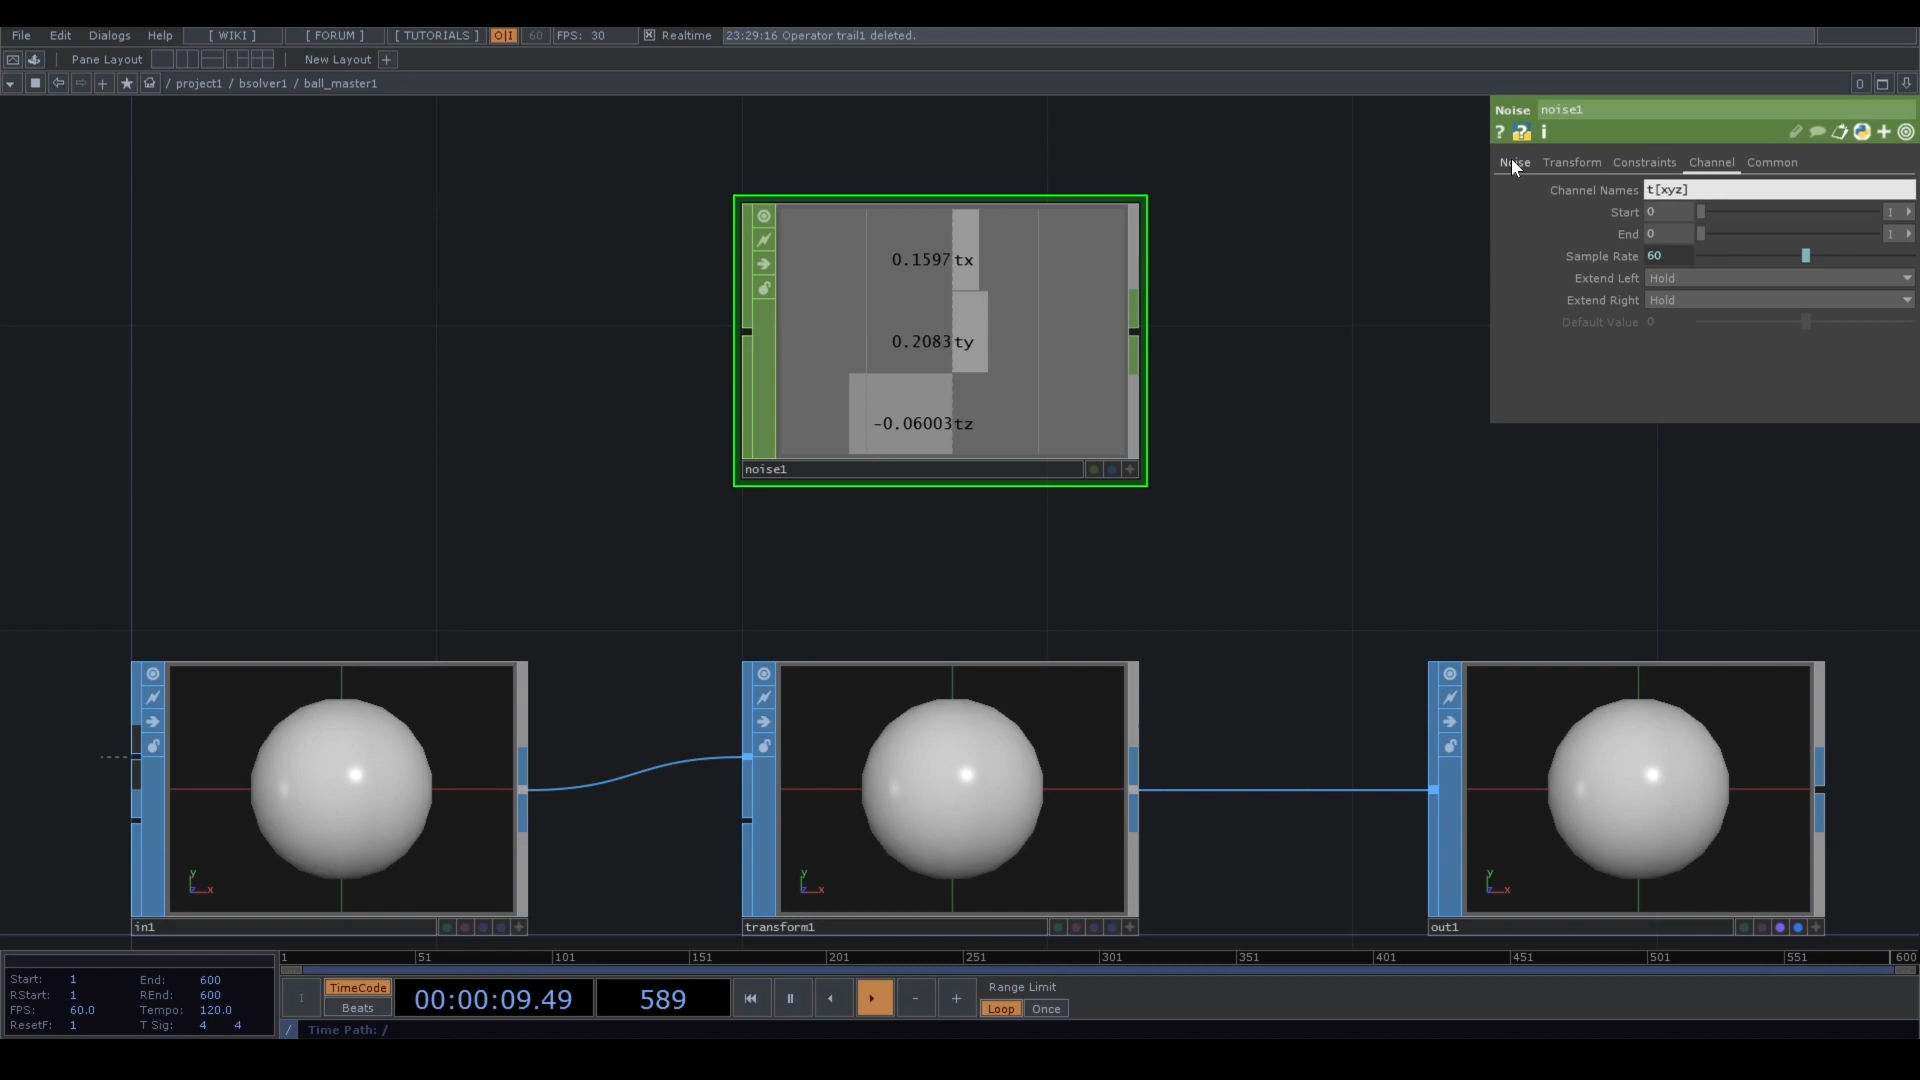 File Edit Dialogs Help [ WIKI ] [ FORUM ] [ TUTORIALS ] O|I 60 FPS: 30 Realtime 23:29:16 Operator trail1 deleted.
Pane Layout New Layout +
/ project1 / bsolver1 / ball_master1 0
Noise noise1
? ? i
Noise Transform Constraints Channel Common
Channel Names t[xyz]
Start 0
End 0
Sample Rate 60
Extend Left Hold
Extend Right Hold
Default Value 0
0.1597 tx
0.2083 ty
-0.06003 tz
noise1
y
z x
y
z x
y
z x
in1
transform1
out1
1 51 101 151 201 251 301 351 401 451 501 551 600
Start: 1 End: 600
RStart: 1 REnd: 600
FPS: 60.0 Tempo: 120.0
ResetF: 1 T Sig: 4 4
I
TimeCode
Beats
00:00:09.49
589
- +
Range Limit
Loop Once
/ Time Path: /